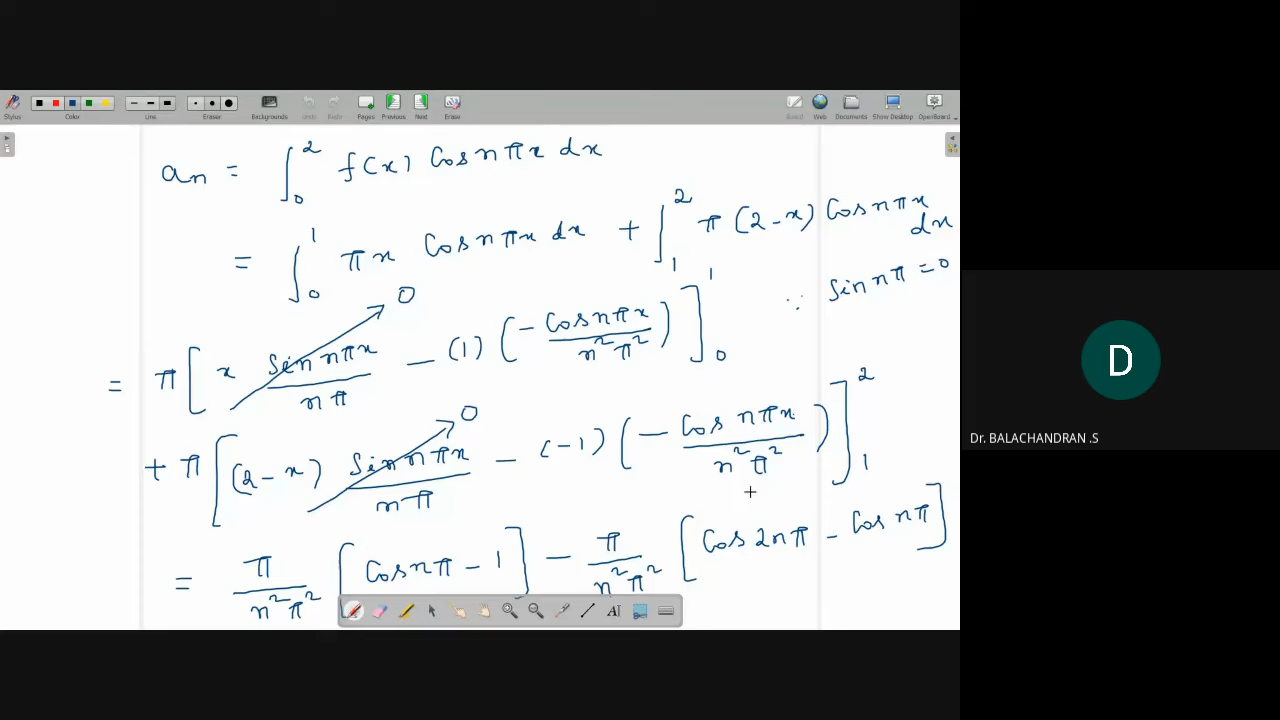 Stylus Color Line Eraser Backgrounds Undo Redo Pages Previous Next Erase Board Web Documents Show Desktop OpenBoard
an = ∫₀² f(x) Cos nπx dx
= ∫₀¹ πx Cos nπx dx + ∫₁² π (2-x) Cos nπx dx
∵ Sin nπ = 0
= π [ x Sin nπx / nπ → 0 - (1) ( - Cos nπx / n²π² ) ]₀¹
+ π [ (2-x) Sin nπx / nπ → 0 - (-1) ( - Cos nπx / n²π² ) ]₁²
= π / n²π² [ Cos nπ - 1 ] - π / n²π² [ Cos 2nπ - Cos nπ ]
D
Dr. BALACHANDRAN .S